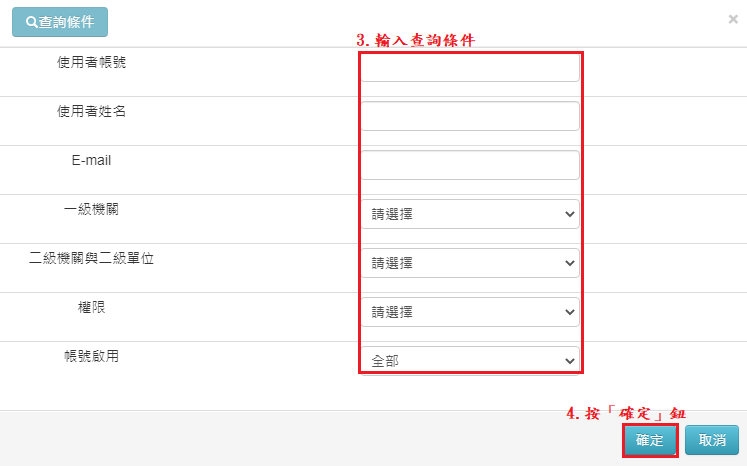 查詢條件
×
3.輸入查詢條件
使用者帳號
使用者姓名
E-mail
一級機關 請選擇
二級機關與二級單位 請選擇
權限 請選擇
帳號啟用 全部
4.按「確定」鈕
確定 取消